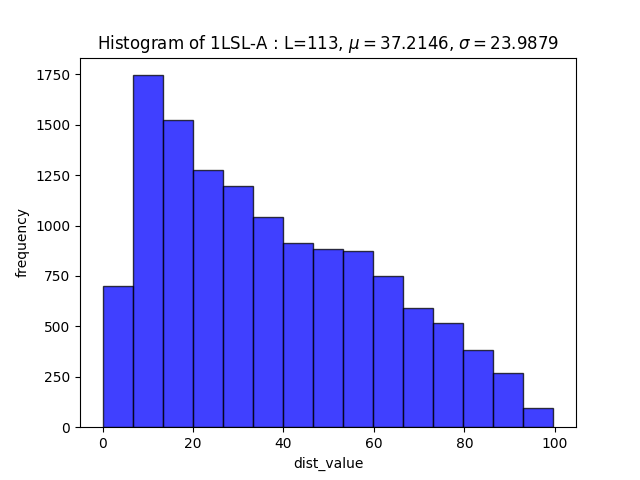 Histogram of 1LSL-A : L=113, μ = 37.2146, σ = 23.9879
1750
1500
1250
1000
750
500
250
0
frequency
0 20 40 60 80 100
dist_value